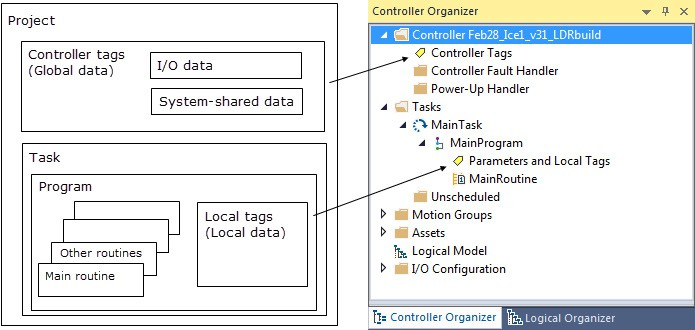 Project
Controller tags
(Global data)
I/O data
System-shared data
Task
Program
Local tags
(Local data)
Other routines
Main routine
Controller Organizer
Controller Feb28_Ice1_v31_LDRbuild
Controller Tags
Controller Fault Handler
Power-Up Handler
Tasks
MainTask
MainProgram
Parameters and Local Tags
MainRoutine
Unscheduled
Motion Groups
Assets
Logical Model
I/O Configuration
Controller Organizer
Logical Organizer